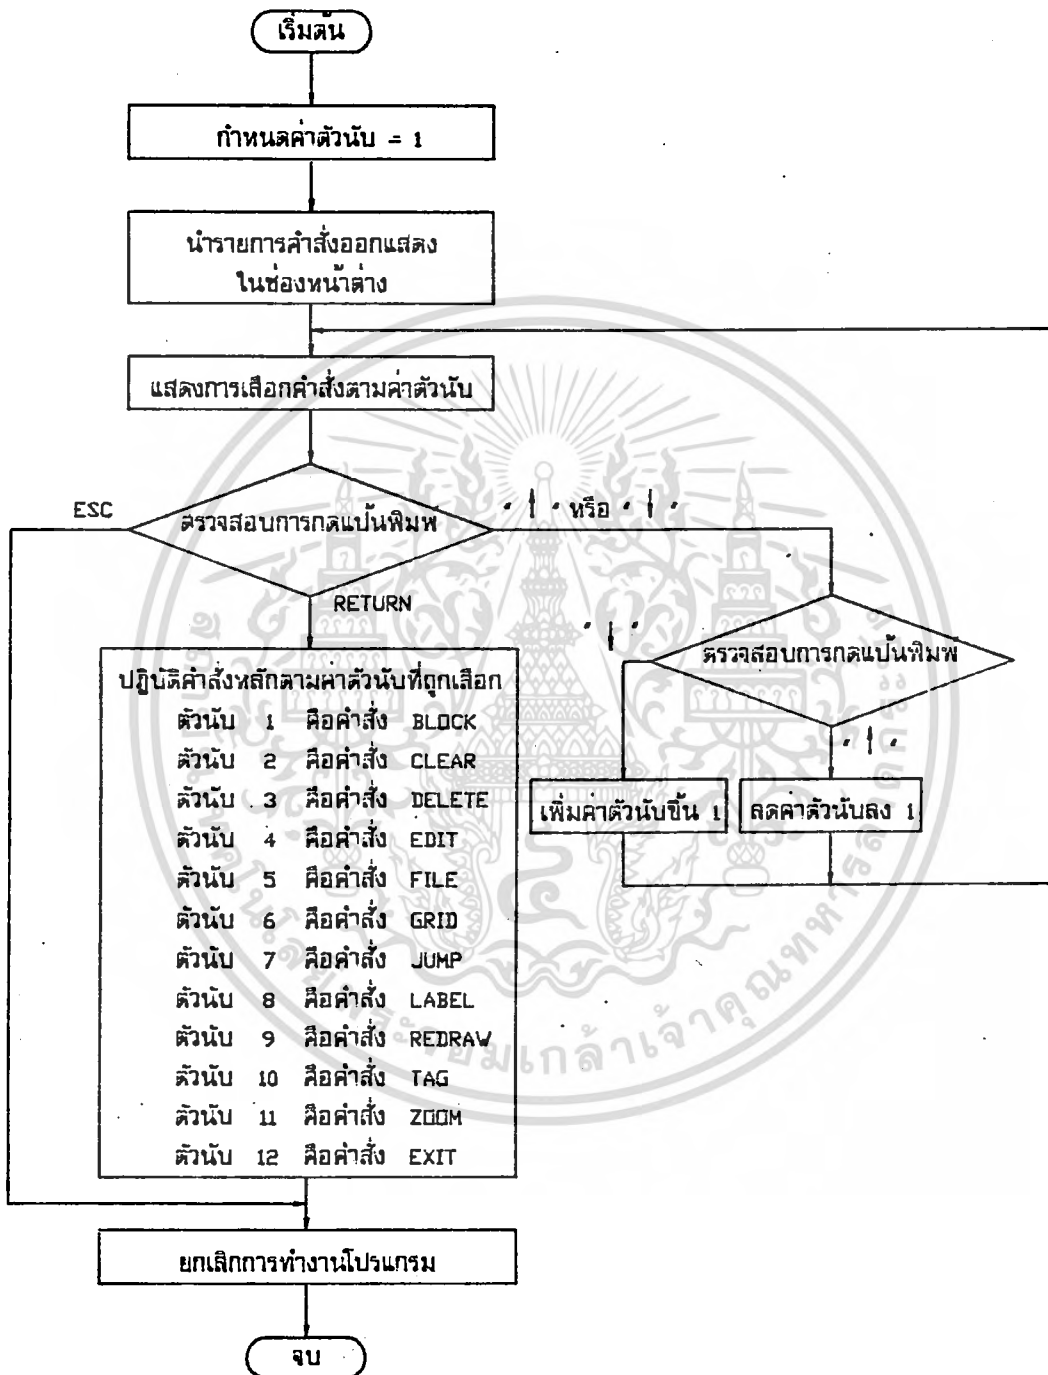 เริ่มต้น
กำหนดค่าตัวนับ = 1
นำรายการคำสั่งออกแสดง
ในช่องหน้าต่าง
แสดงการเลือกคำสั่งตามค่าตัวนับ
ESC
ตรวจสอบการกดแป้นพิมพ์
" ↑ " หรือ " ↓ "
RETURN
" ↓ "
ตรวจสอบการกดแป้นพิมพ์
" ↑ "
เพิ่มค่าตัวนับขึ้น 1
ลดค่าตัวนับลง 1
ปฏิบัติคำสั่งหลักตามค่าตัวนับที่ถูกเลือก
ตัวนับ 1 คือคำสั่ง BLOCK
ตัวนับ 2 คือคำสั่ง CLEAR
ตัวนับ 3 คือคำสั่ง DELETE
ตัวนับ 4 คือคำสั่ง EDIT
ตัวนับ 5 คือคำสั่ง FILE
ตัวนับ 6 คือคำสั่ง GRID
ตัวนับ 7 คือคำสั่ง JUMP
ตัวนับ 8 คือคำสั่ง LABEL
ตัวนับ 9 คือคำสั่ง REDRAW
ตัวนับ 10 คือคำสั่ง TAG
ตัวนับ 11 คือคำสั่ง ZOOM
ตัวนับ 12 คือคำสั่ง EXIT
ยกเลิกการทำงานโปรแกรม
จบ